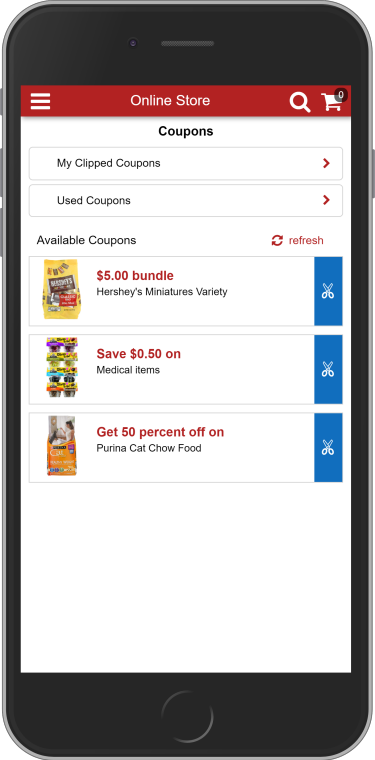 Online Store
0
Coupons
My Clipped Coupons
Used Coupons
Available Coupons
refresh
HERSHEY'S
$5.00 bundle
Hershey's Miniatures Variety
Save $0.50 on
Medical items
Get 50 percent off on
Purina Cat Chow Food